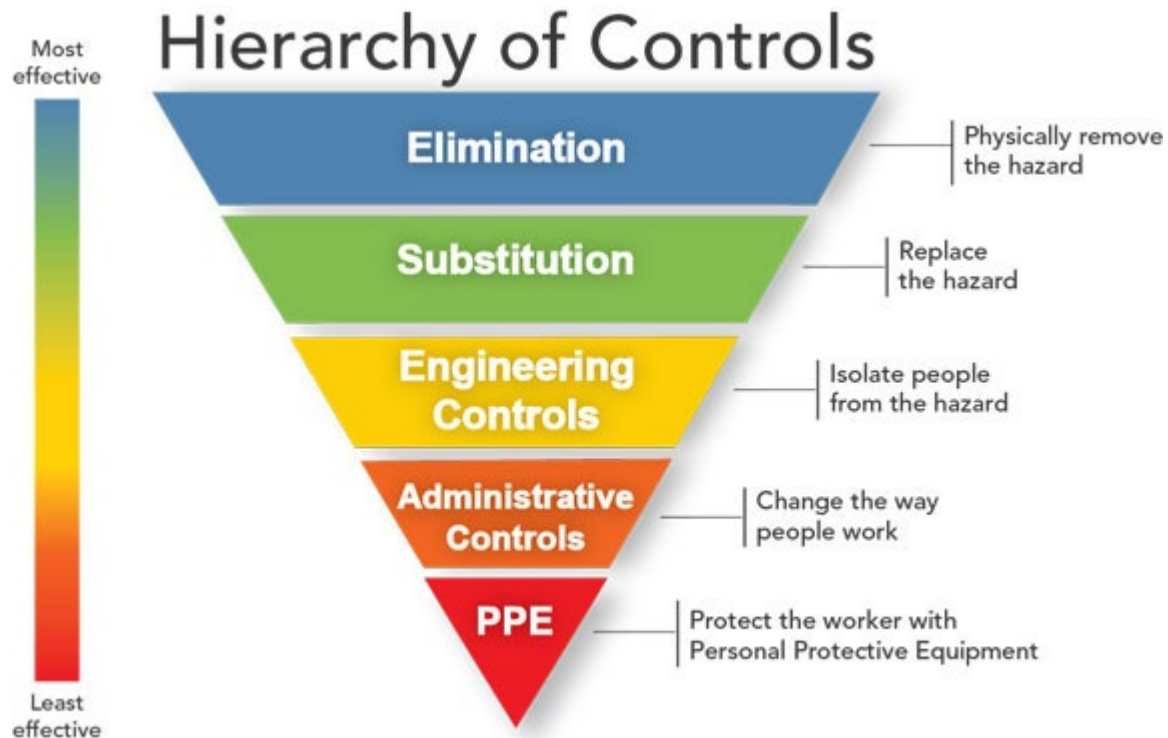 Hierarchy of Controls
Most
effective
Elimination
Physically remove
the hazard
Substitution
Replace
the hazard
Engineering
Controls
Isolate people
from the hazard
Administrative
Controls
Change the way
people work
PPE
Protect the worker with
Personal Protective Equipment
Least
effective